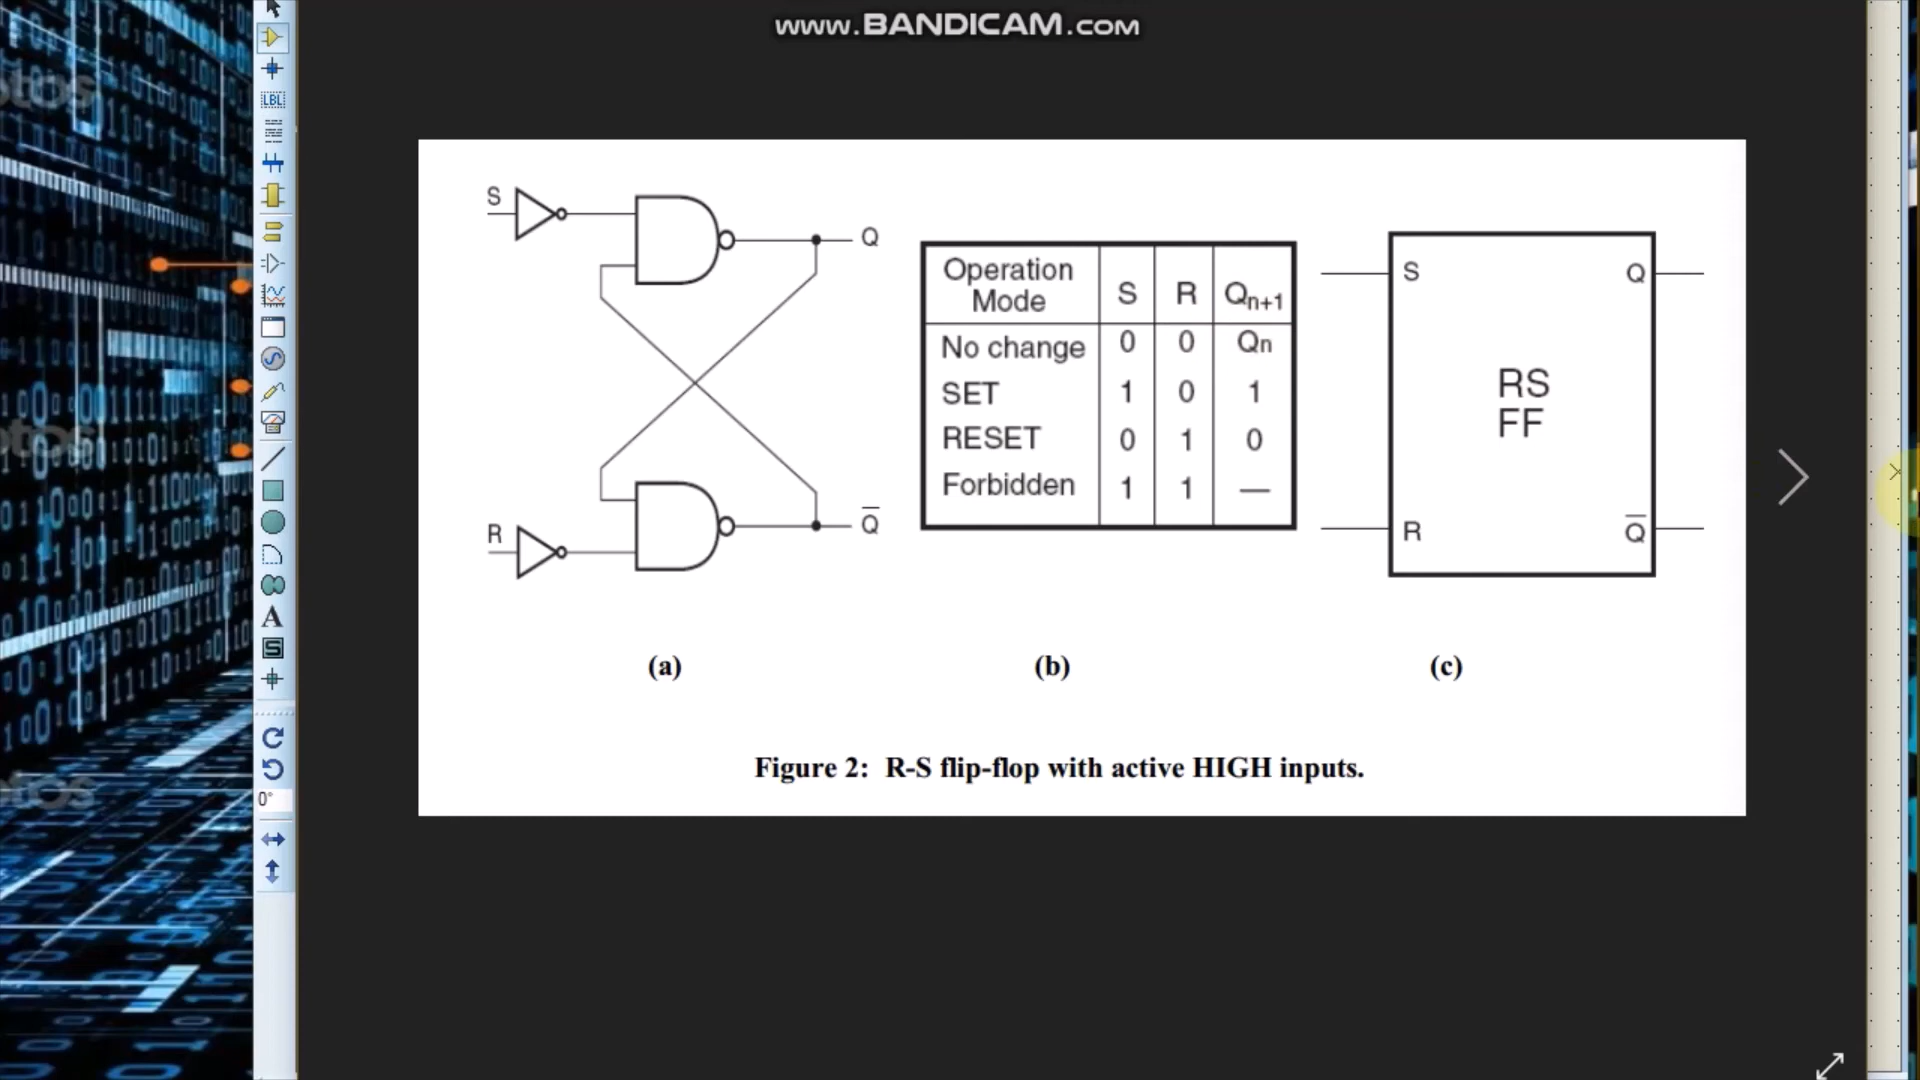 www.BANDICAM.com
LBL
A
S
0°
S
Q
R
Q̅
Operation Mode S R Qn+1
No change 0 0 Qn
SET 1 0 1
RESET 0 1 0
Forbidden 1 1 —
S Q
RS
FF
R Q̅
(a) (b) (c)
Figure 2: R-S flip-flop with active HIGH inputs.